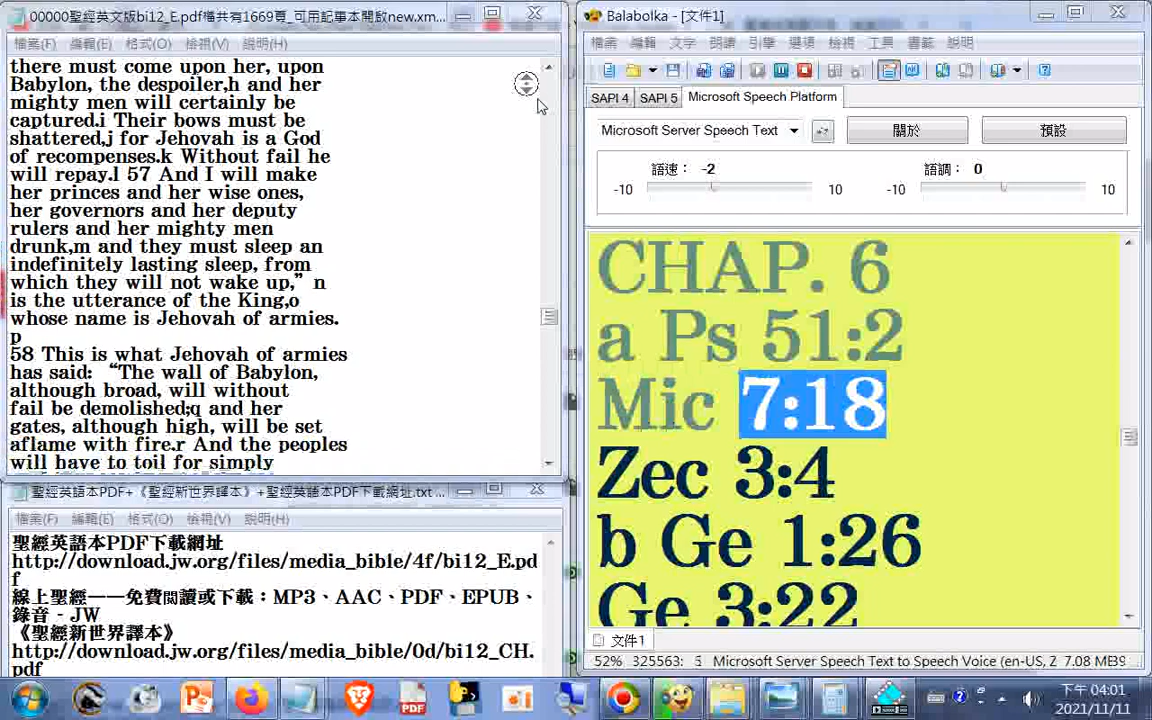 00000聖經英文版bi12_E.pdf檔共有1669頁_可用記事本開啟new.xm...
檔案(F) 編輯(E) 格式(O) 檢視(V) 說明(H)
there must come upon her, upon
Babylon, the despoiler,h and her
mighty men will certainly be
captured.i Their bows must be
shattered,j for Jehovah is a God
of recompenses.k Without fail he
will repay.l 57 And I will make
her princes and her wise ones,
her governors and her deputy
rulers and her mighty men
drunk,m and they must sleep an
indefinitely lasting sleep, from
which they will not wake up,” n
is the utterance of the King,o
whose name is Jehovah of armies.
p
58 This is what Jehovah of armies
has said: “The wall of Babylon,
although broad, will without
fail be demolished;q and her
gates, although high, will be set
aflame with fire.r And the peoples
will have to toil for simply
聖經英語本PDF+《聖經新世界譯本》+聖經英語本PDF下載網址.txt ...
檔案(F) 編輯(E) 格式(O) 檢視(V) 說明(H)
聖經英語本PDF下載網址
http://download.jw.org/files/media_bible/4f/bi12_E.pd
f
線上聖經——免費閱讀或下載：MP3、AAC、PDF、EPUB、
錄音 - JW
《聖經新世界譯本》
http://download.jw.org/files/media_bible/0d/bi12_CH.
pdf
Balabolka - [文件1]
檔案 編輯 文字 朗讀 引擎 選項 檢視 工具 書籤 說明
SAPI 4 SAPI 5 Microsoft Speech Platform
Microsoft Server Speech Text 關於 預設
語速： -2 語調： 0
-10 10 -10 10
CHAP. 6
a Ps 51:2
Mic 7:18
Zec 3:4
b Ge 1:26
Ge 3:22
文件1
52% 325563: Microsoft Server Speech Text to Speech Voice (en-US, Z 7.08 MB
下午 04:01
2021/11/11